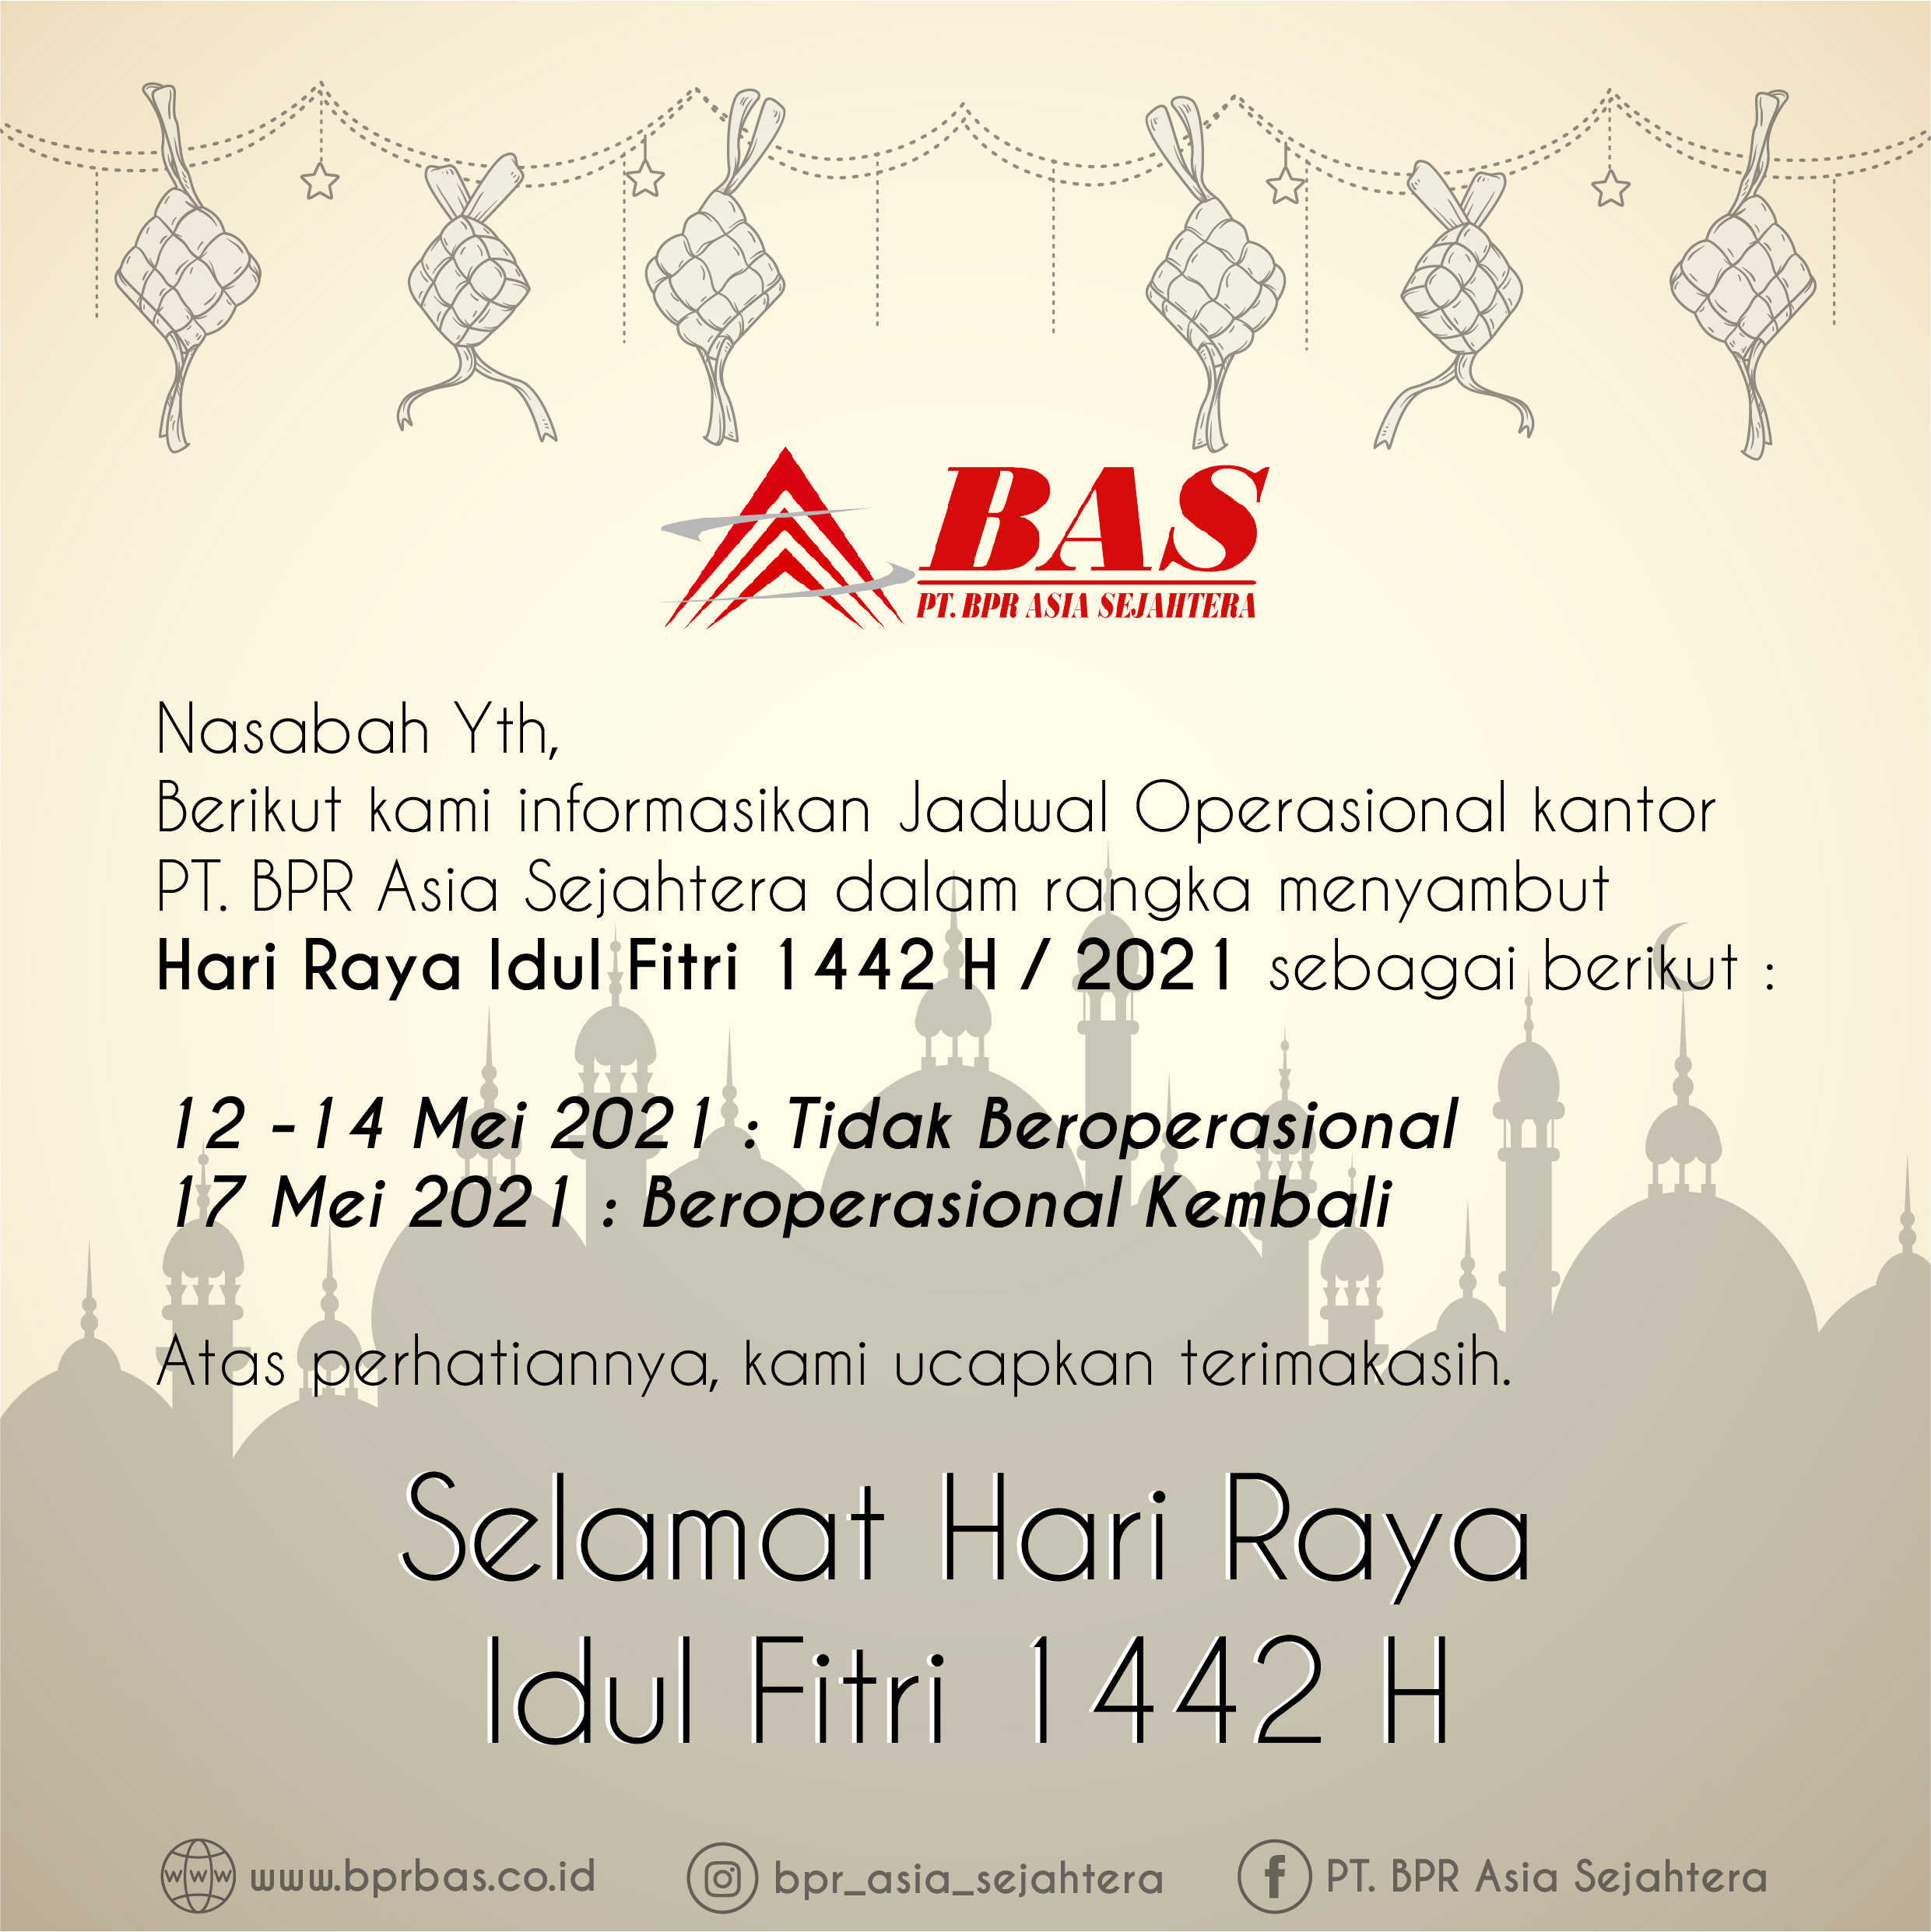 BAS
PT. BPR ASIA SEJAHTERA
Nasabah Yth,
Berikut kami informasikan Jadwal Operasional kantor
PT. BPR Asia Sejahtera dalam rangka menyambut
Hari Raya Idul Fitri 1442 H / 2021 sebagai berikut :
12 -14 Mei 2021 : Tidak Beroperasional
17 Mei 2021 : Beroperasional Kembali
Atas perhatiannya, kami ucapkan terimakasih.
Selamat Hari Raya
Idul Fitri 1442 H
WWW www.bprbas.co.id bpr_asia_sejahtera f PT. BPR Asia Sejahtera